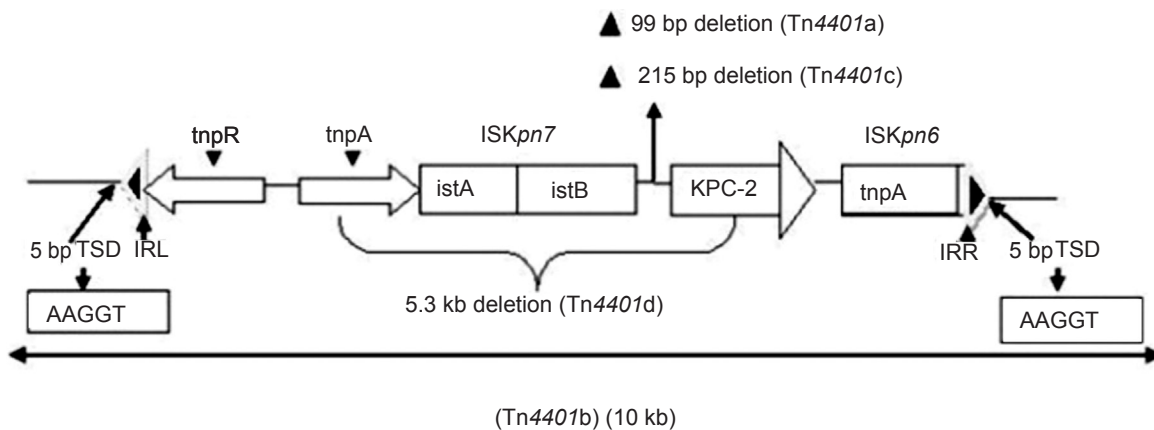 ▲ 99 bp deletion (Tn4401a)
▲ 215 bp deletion (Tn4401c)
tnpR tnpA ISKpn7 ISKpn6
istA istB KPC-2 tnpA
5 bp TSD IRL IRR 5 bp TSD
5.3 kb deletion (Tn4401d)
AAGGT AAGGT
(Tn4401b) (10 kb)